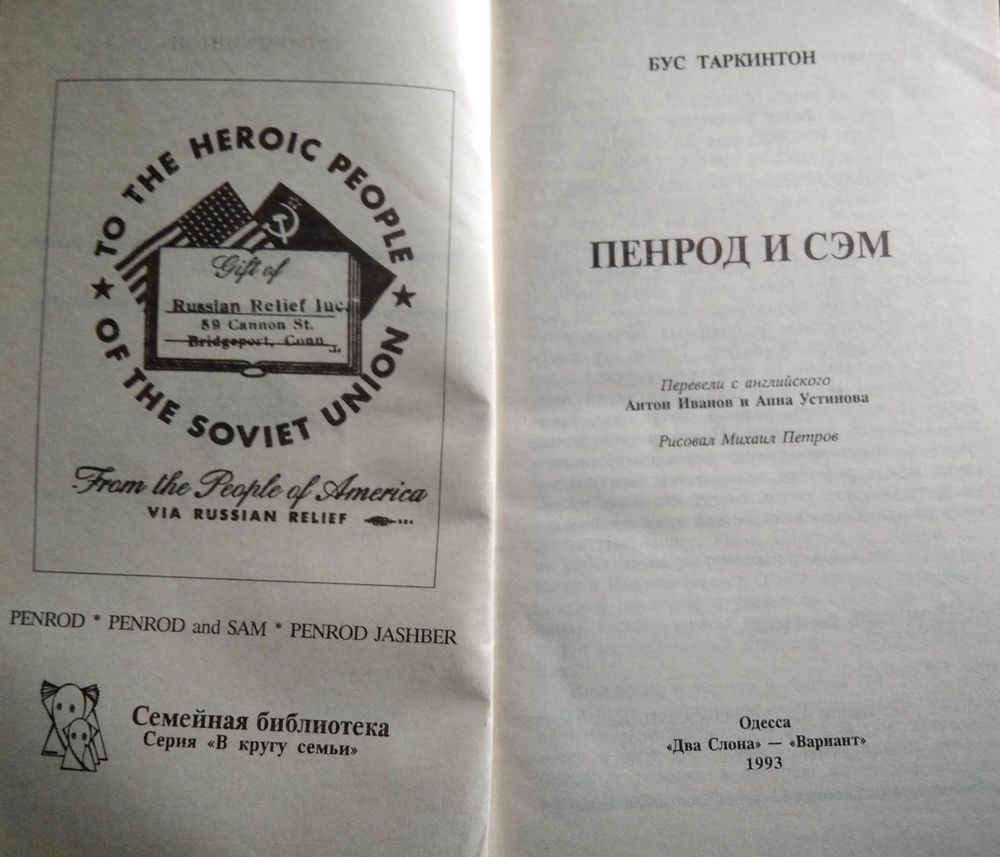 ★ TO THE HEROIC PEOPLE ★
OF THE SOVIET UNION
Gift of
Russian Relief Inc.
59 Cannon St.
Bridgeport, Conn.
From the People of America
VIA RUSSIAN RELIEF
PENROD * PENROD and SAM * PENROD JASHBER
Семейная библиотека
Серия «В кругу семьи»
БУС ТАРКИНТОН
ПЕНРОД И СЭМ
Перевели с английского
Антон Иванов и Анна Устинова
Рисовал Михаил Петров
Одесса
«Два Слона» — «Вариант»
1993